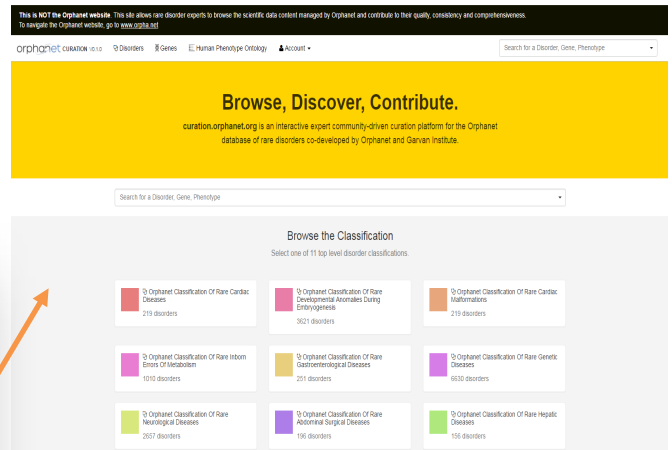 This is NOT the Orphanet website. This site allows rare disorder experts to browse the scientific data content managed by Orphanet and contribute to their quality, consistency and comprehensiveness.
To navigate the Orphanet website, go to www.orpha.net
orphanet CURATION V0.1.0 Disorders Genes Human Phenotype Ontology Account Search for a Disorder, Gene, Phenotype
Browse, Discover, Contribute.
curation.orphanet.org is an interactive expert community-driven curation platform for the Orphanet
database of rare disorders co-developed by Orphanet and Garvan Institute.
Search for a Disorder, Gene, Phenotype
Browse the Classification
Select one of 11 top level disorder classifications.
Orphanet Classification Of Rare Cardiac
Diseases
219 disorders
Orphanet Classification Of Rare
Developmental Anomalies During
Embryogenesis
3621 disorders
Orphanet Classification Of Rare Cardiac
Malformations
219 disorders
Orphanet Classification Of Rare Inborn
Errors Of Metabolism
1010 disorders
Orphanet Classification Of Rare
Gastroenterological Diseases
251 disorders
Orphanet Classification Of Rare Genetic
Diseases
6630 disorders
Orphanet Classification Of Rare
Neurological Diseases
2657 disorders
Orphanet Classification Of Rare
Abdominal Surgical Diseases
196 disorders
Orphanet Classification Of Rare Hepatic
Diseases
156 disorders